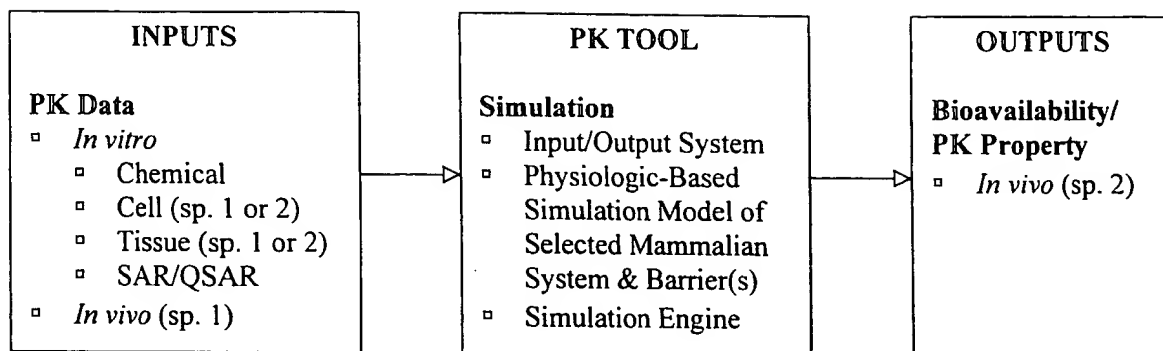 INPUTS
PK Data
▫ In vitro
▫ Chemical
▫ Cell (sp. 1 or 2)
▫ Tissue (sp. 1 or 2)
▫ SAR/QSAR
▫ In vivo (sp. 1)
PK TOOL
Simulation
▫ Input/Output System
▫ Physiologic-Based
Simulation Model of
Selected Mammalian
System & Barrier(s)
▫ Simulation Engine
OUTPUTS
Bioavailability/
PK Property
▫ In vivo (sp. 2)